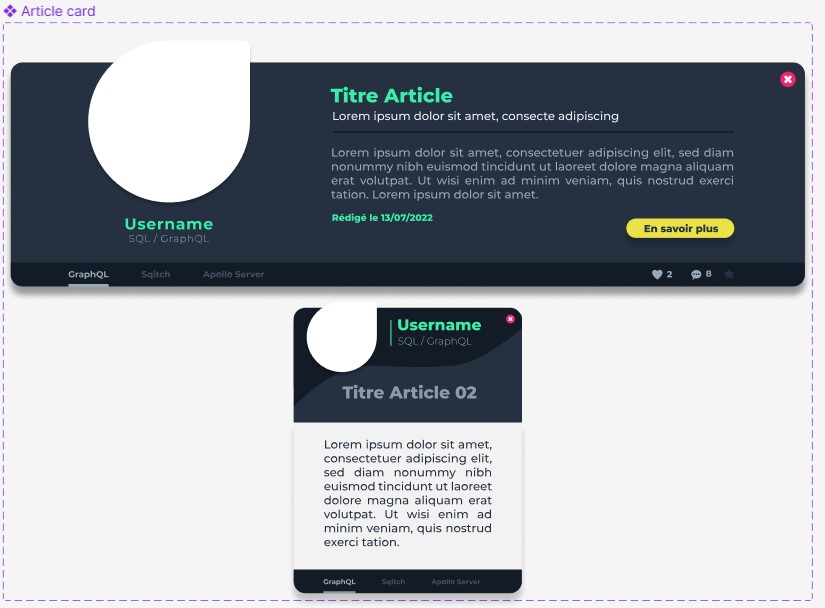 Article card
Titre Article
Lorem ipsum dolor sit amet, consecte adipiscing
Lorem ipsum dolor sit amet, consectetuer adipiscing elit, sed diam
nonummy nibh euismod tincidunt ut laoreet dolore magna aliquam
erat volutpat. Ut wisi enim ad minim veniam, quis nostrud exerci
tation. Lorem ipsum dolor sit amet.
Rédigé le 13/07/2022
En savoir plus
Username
SQL / GraphQL
GraphQL Sqitch Apollo Server 2 8
Username
SQL / GraphQL
Titre Article 02
Lorem ipsum dolor sit amet,
consectetuer adipiscing elit,
sed diam nonummy nibh
euismod tincidunt ut laoreet
dolore magna aliquam erat
volutpat. Ut wisi enim ad
minim veniam, quis nostrud
exerci tation.
GraphQL Sqitch Apollo Server